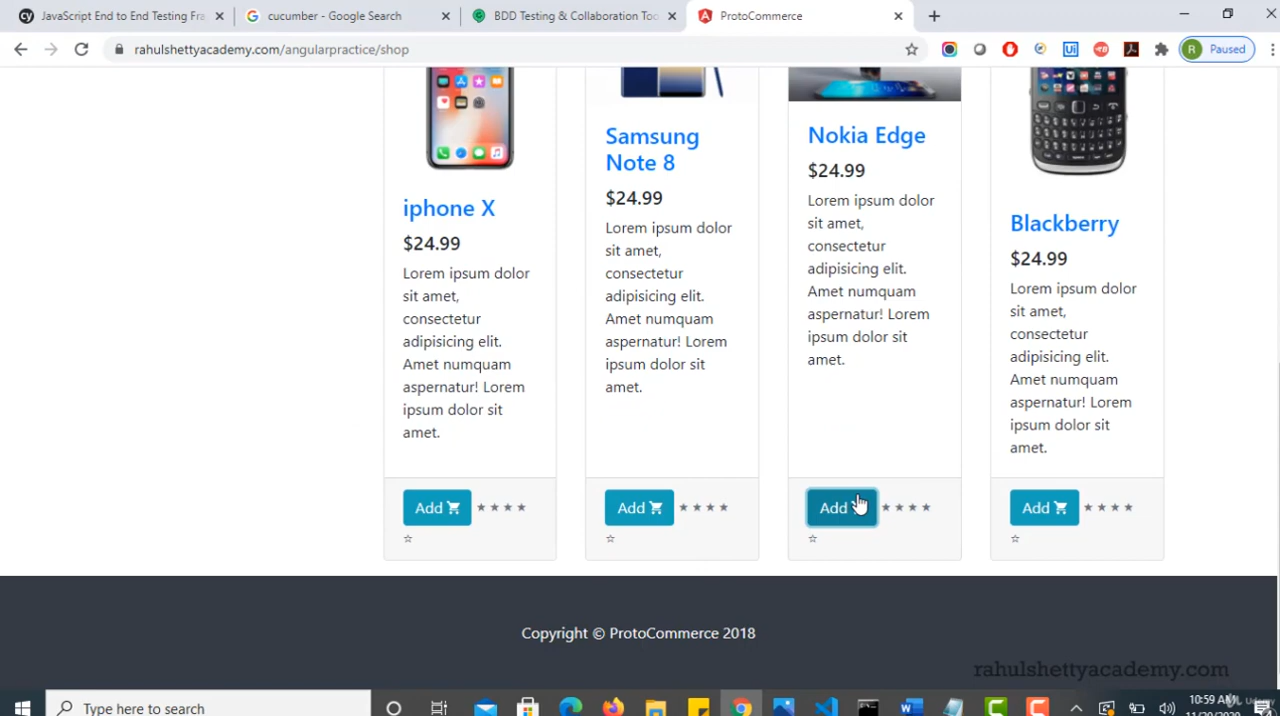 JavaScript End to End Testing Fra
cucumber - Google Search
BDD Testing & Collaboration Too
ProtoCommerce
rahulshettyacademy.com/angularpractice/shop
R Paused
iphone X
$24.99
Lorem ipsum dolor
sit amet,
consectetur
adipisicing elit.
Amet numquam
aspernatur! Lorem
ipsum dolor sit
amet.
Add
Samsung
Note 8
$24.99
Lorem ipsum dolor
sit amet,
consectetur
adipisicing elit.
Amet numquam
aspernatur! Lorem
ipsum dolor sit
amet.
Add
Nokia Edge
$24.99
Lorem ipsum dolor
sit amet,
consectetur
adipisicing elit.
Amet numquam
aspernatur! Lorem
ipsum dolor sit
amet.
Add
Blackberry
$24.99
Lorem ipsum dolor
sit amet,
consectetur
adipisicing elit.
Amet numquam
aspernatur! Lorem
ipsum dolor sit
amet.
Add
Copyright © ProtoCommerce 2018
rahulshettyacademy.com
Type here to search
10:59 AM